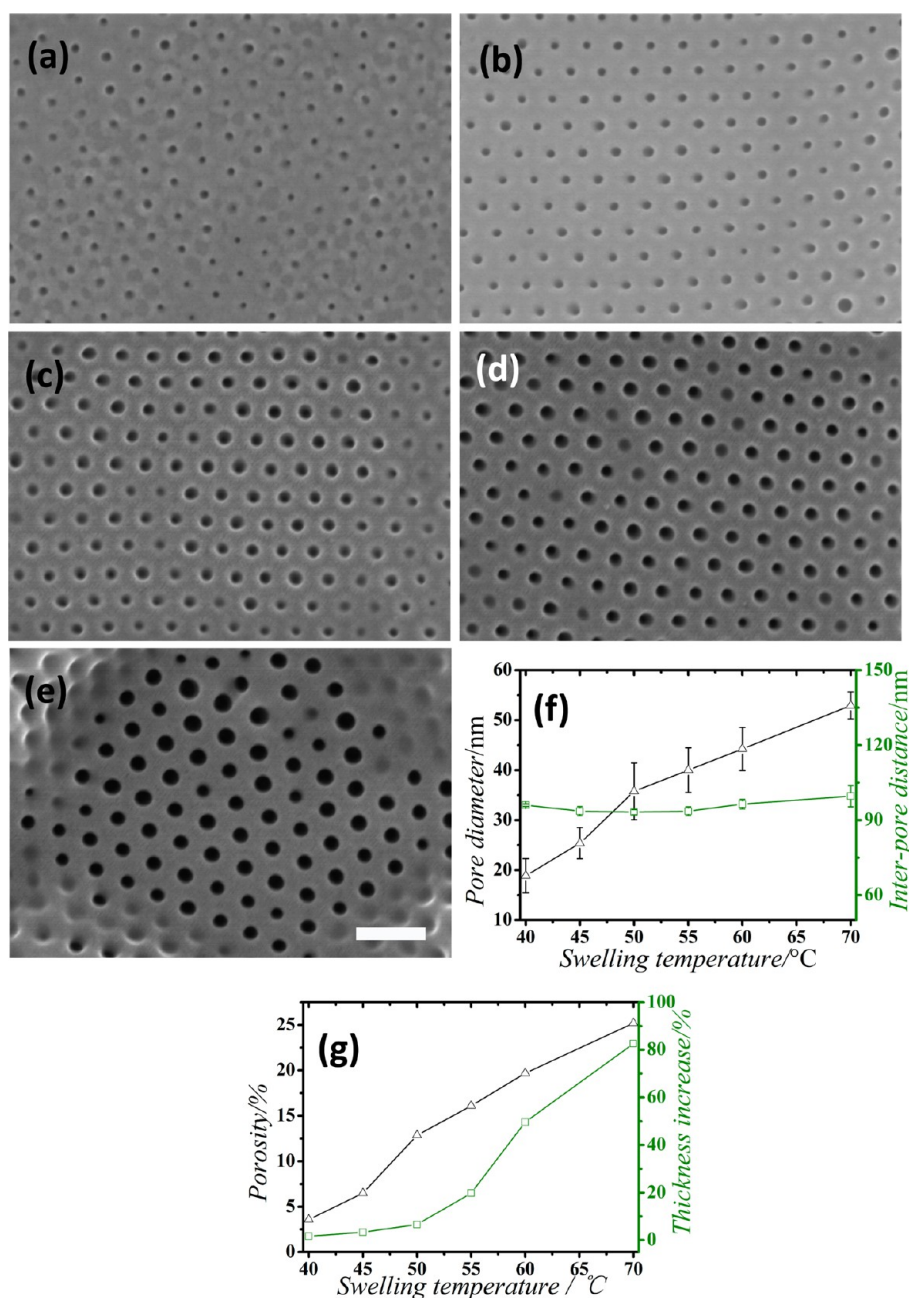 (a)
(b)
(c)
(d)
(e)
(f)
60
50
40
30
20
10
Pore diameter/nm
150
120
90
60
Inter-pore distance/nm
40 45 50 55 60 65 70
Swelling temperature/°C
(g)
25
20
15
10
5
0
Porosity/%
100
80
60
40
20
0
Thickness increase/%
40 45 50 55 60 65 70
Swelling temperature / °C